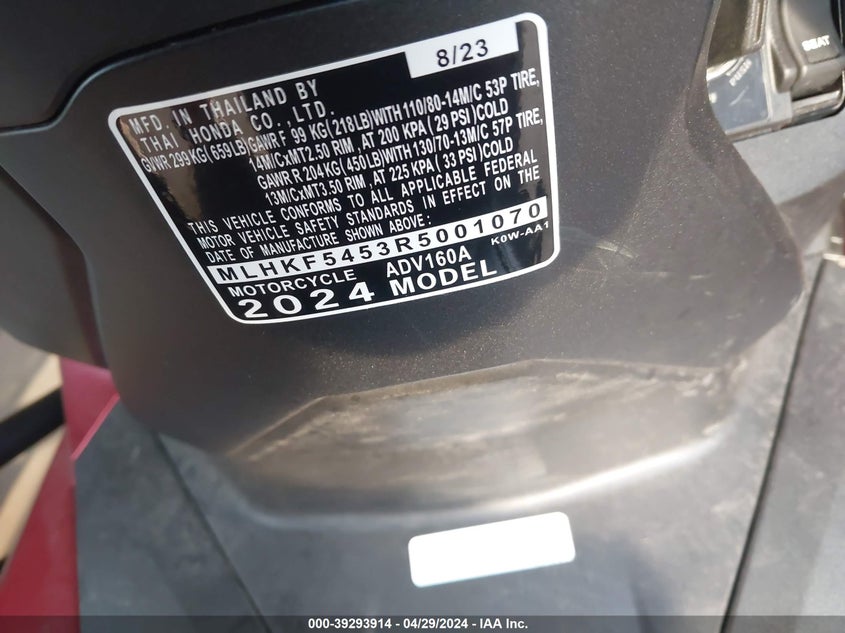 8/23
MFD. IN THAILAND BY
THAI HONDA CO.,LTD.
GVWR 299 KG(659LB)GAWR F 99 KG(218LB)WITH 110/80-14M/C 53P TIRE,
14M/CxMT2.50 RIM, AT 200 KPA(29 PSI)COLD
GAWR R 204KG(450LB)WITH 130/70-13M/C 57P TIRE,
13M/CxMT3.50 RIM, AT 225 KPA(33 PSI)COLD
THIS VEHICLE CONFORMS TO ALL APPLICABLE FEDERAL
MOTOR VEHICLE SAFETY STANDARDS IN EFFECT ON THE
DATE OF MANUFACTURE SHOWN ABOVE:
MLHKF5453R5001070
K0W-AA1
MOTORCYCLE ADV160A
2024 MODEL
SEAT
000-39293914 / 04/29/2024 - IAA Inc.